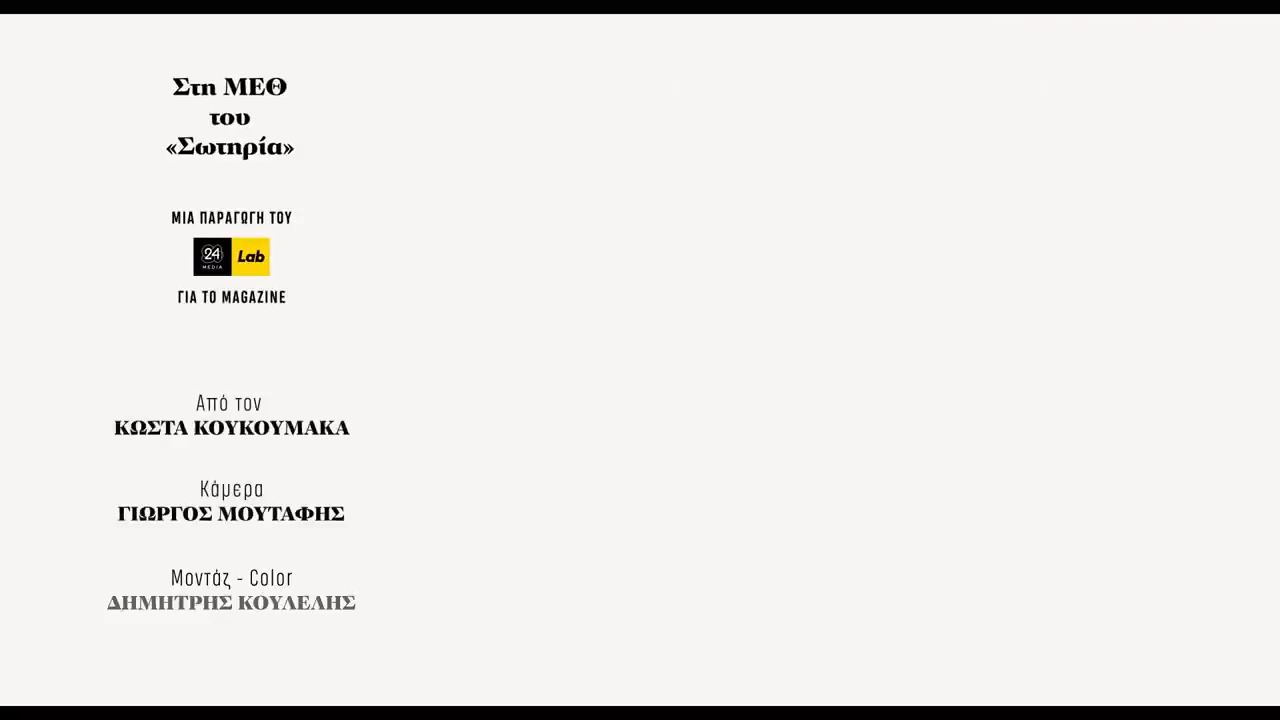 Στη ΜΕΘ
του
«Σωτηρία»
ΜΙΑ ΠΑΡΑΓΩΓΗ ΤΟΥ
24 MEDIA Lab
ΓΙΑ ΤΟ MAGAZINE
Από τον
ΚΩΣΤΑ ΚΟΥΚΟΥΜΑΚΑ
Κάμερα
ΓΙΩΡΓΟΣ ΜΟΥΤΑΦΗΣ
Μοντάζ - Color
ΔΗΜΗΤΡΗΣ ΚΟΥΛΕΛΗΣ